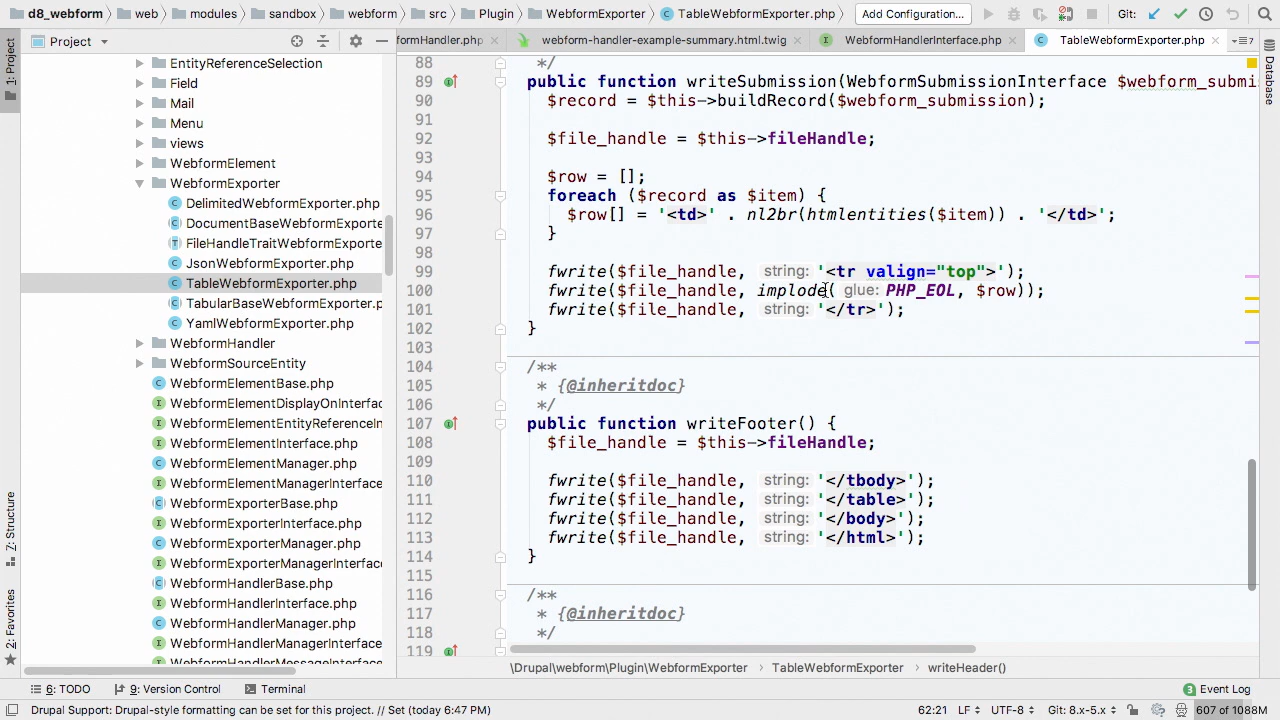 d8_webform web modules sandbox webform src Plugin WebformExporter TableWebformExporter.php Add Configuration... Git:
1: Project
Project
formHandler.php webform-handler-example-summary.html.twig WebformHandlerInterface.php TableWebformExporter.php
Database
EntityReferenceSelection
Field
Mail
Menu
views
WebformElement
WebformExporter
DelimitedWebformExporter.php
DocumentBaseWebformExporte
FileHandleTraitWebformExporte
JsonWebformExporter.php
TableWebformExporter.php
TabularBaseWebformExporter.p
YamlWebformExporter.php
WebformHandler
WebformSourceEntity
WebformElementBase.php
WebformElementDisplayOnInterfac
WebformElementEntityReferenceIn
WebformElementInterface.php
WebformElementManager.php
WebformElementManagerInterface
WebformExporterBase.php
WebformExporterInterface.php
WebformExporterManager.php
WebformExporterManagerInterface
WebformHandlerBase.php
WebformHandlerInterface.php
WebformHandlerManager.php
WebformHandlerManagerInterface
WebformHandlerMessageInterface
Z: Structure
2: Favorites
88 */
89 public function writeSubmission(WebformSubmissionInterface $webform_submis
90 $record = $this->buildRecord($webform_submission);
91
92 $file_handle = $this->fileHandle;
93
94 $row = [];
95 foreach ($record as $item) {
96 $row[] = '<td>' . nl2br(htmlentities($item)) . '</td>';
97 }
98
99 fwrite($file_handle, string: '<tr valign="top">');
100 fwrite($file_handle, implode( glue: PHP_EOL, $row));
101 fwrite($file_handle, string: '</tr>');
102 }
103
104 /**
105 * {@inheritdoc}
106 */
107 public function writeFooter() {
108 $file_handle = $this->fileHandle;
109
110 fwrite($file_handle, string: '</tbody>');
111 fwrite($file_handle, string: '</table>');
112 fwrite($file_handle, string: '</body>');
113 fwrite($file_handle, string: '</html>');
114 }
115
116 /**
117 * {@inheritdoc}
118 */
119
\Drupal\webform\Plugin\WebformExporter TableWebformExporter writeHeader()
6: TODO 9: Version Control Terminal 3 Event Log
Drupal Support: Drupal-style formatting can be set for this project. // Set (today 6:47 PM) 62:21 LF UTF-8 Git: 8.x-5.x 607 of 1088M